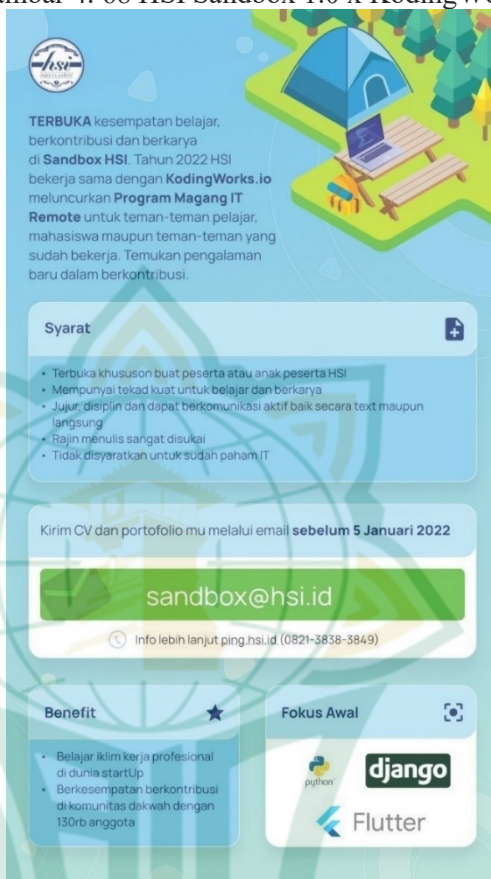 HSI Sandbox 1.0 x
hsi
TERBUKA kesempatan belajar,
berkontribusi dan berkarya
di Sandbox HSI. Tahun 2022 HSI
bekerja sama dengan KodingWorks.io
meluncurkan Program Magang IT
Remote untuk teman-teman pelajar,
mahasiswa maupun teman-teman yang
sudah bekerja. Temukan pengalaman
baru dalam berkontribusi.
Syarat
• Terbuka khususon buat peserta atau anak peserta HSI
• Mempunyai tekad kuat untuk belajar dan berkarya
• Jujur, disiplin dan dapat berkomunikasi aktif baik secara text maupun
langsung
• Rajin menulis sangat disukai
• Tidak disyaratkan untuk sudah paham IT
Kirim CV dan portofolio mu melalui email sebelum 5 Januari 2022
sandbox@hsi.id
Info lebih lanjut ping.hsi.id (0821-3838-3849)
Benefit
• Belajar iklim kerja profesional
di dunia startUp
• Berkesempatan berkontribusi
di komunitas dakwah dengan
130rb anggota
Fokus Awal
python
django
Flutter